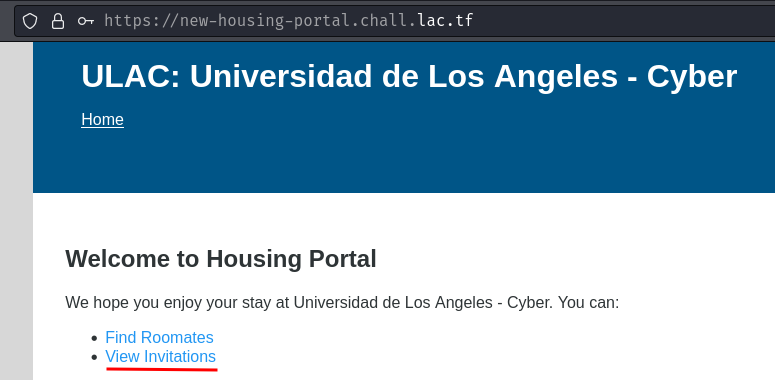 https://new-housing-portal.chall.lac.tf
ULAC: Universidad de Los Angeles - Cyber
Home
Welcome to Housing Portal
We hope you enjoy your stay at Universidad de Los Angeles - Cyber. You can:
• Find Roomates
• View Invitations